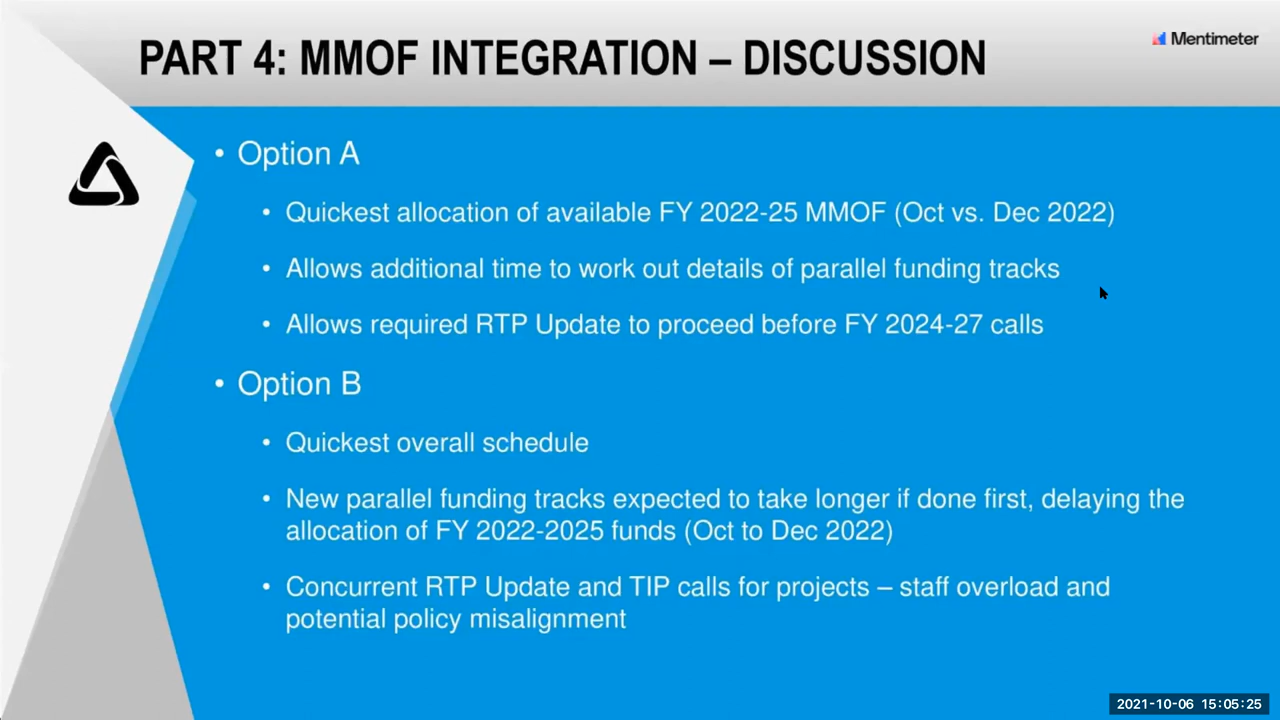 PART 4: MMOF INTEGRATION – DISCUSSION
Mentimeter
• Option A
• Quickest allocation of available FY 2022-25 MMOF (Oct vs. Dec 2022)
• Allows additional time to work out details of parallel funding tracks
• Allows required RTP Update to proceed before FY 2024-27 calls
• Option B
• Quickest overall schedule
• New parallel funding tracks expected to take longer if done first, delaying the
allocation of FY 2022-2025 funds (Oct to Dec 2022)
• Concurrent RTP Update and TIP calls for projects – staff overload and
potential policy misalignment
2021-10-06 15:05:25